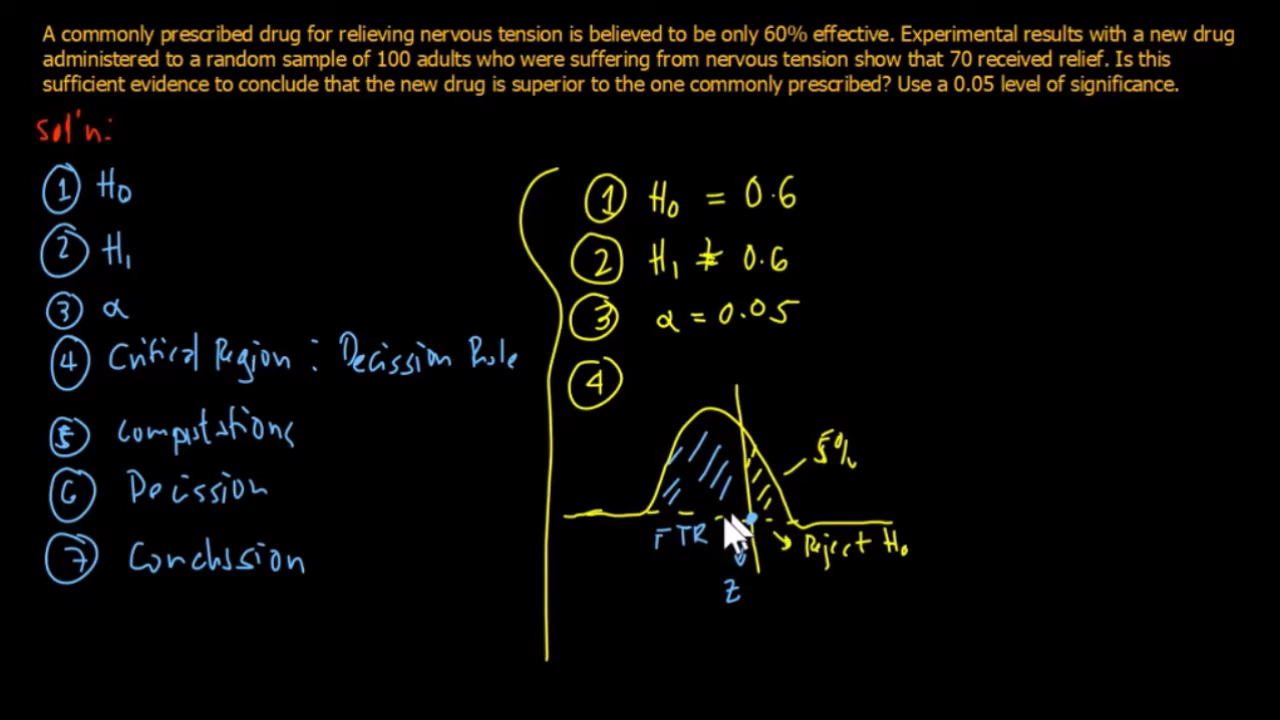 A commonly prescribed drug for relieving nervous tension is believed to be only 60% effective. Experimental results with a new drug
administered to a random sample of 100 adults who were suffering from nervous tension show that 70 received relief. Is this
sufficient evidence to conclude that the new drug is superior to the one commonly prescribed? Use a 0.05 level of significance.
Sol'n:
① H₀
② H₁
③ α
④ Critical Region : Decission Rule
⑤ Computations
⑥ Decission
⑦ Conclusion
① H₀ = 0.6
② H₁ ≠ 0.6
③ α = 0.05
④
5%
FTR
Reject H₀
Z